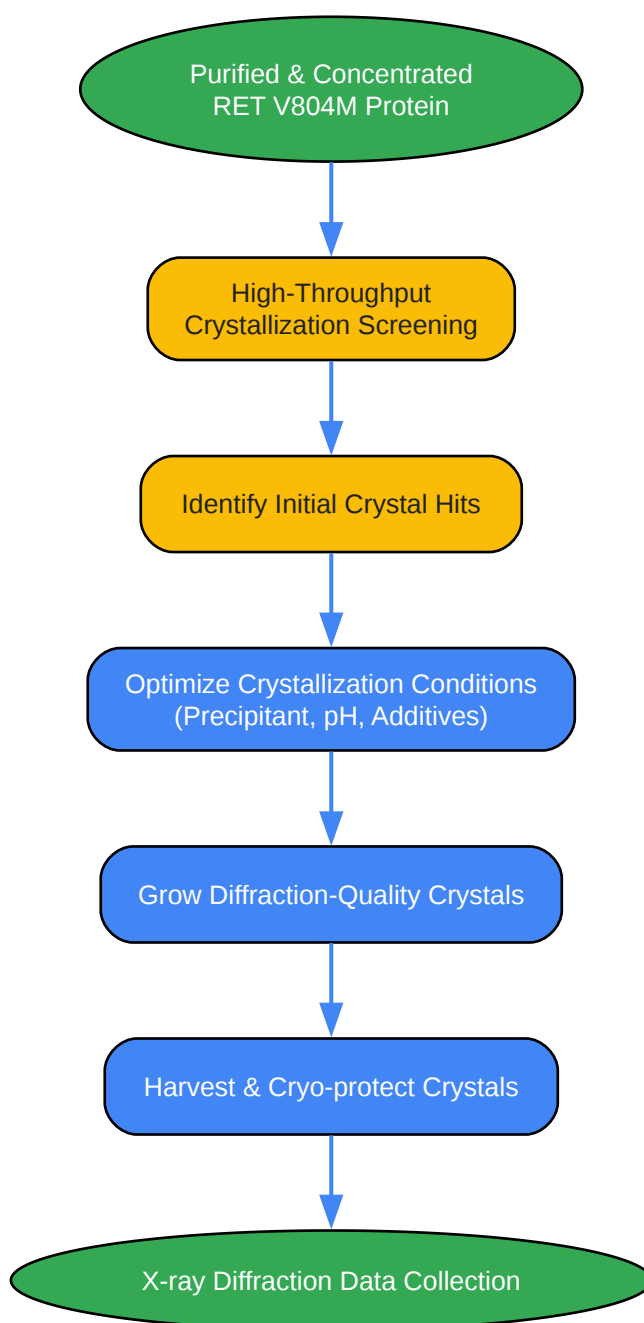 Purified & Concentrated
RET V804M Protein
High-Throughput
Crystallization Screening
Identify Initial Crystal Hits
Optimize Crystallization Conditions
(Precipitant, pH, Additives)
Grow Diffraction-Quality Crystals
Harvest & Cryo-protect Crystals
X-ray Diffraction Data Collection